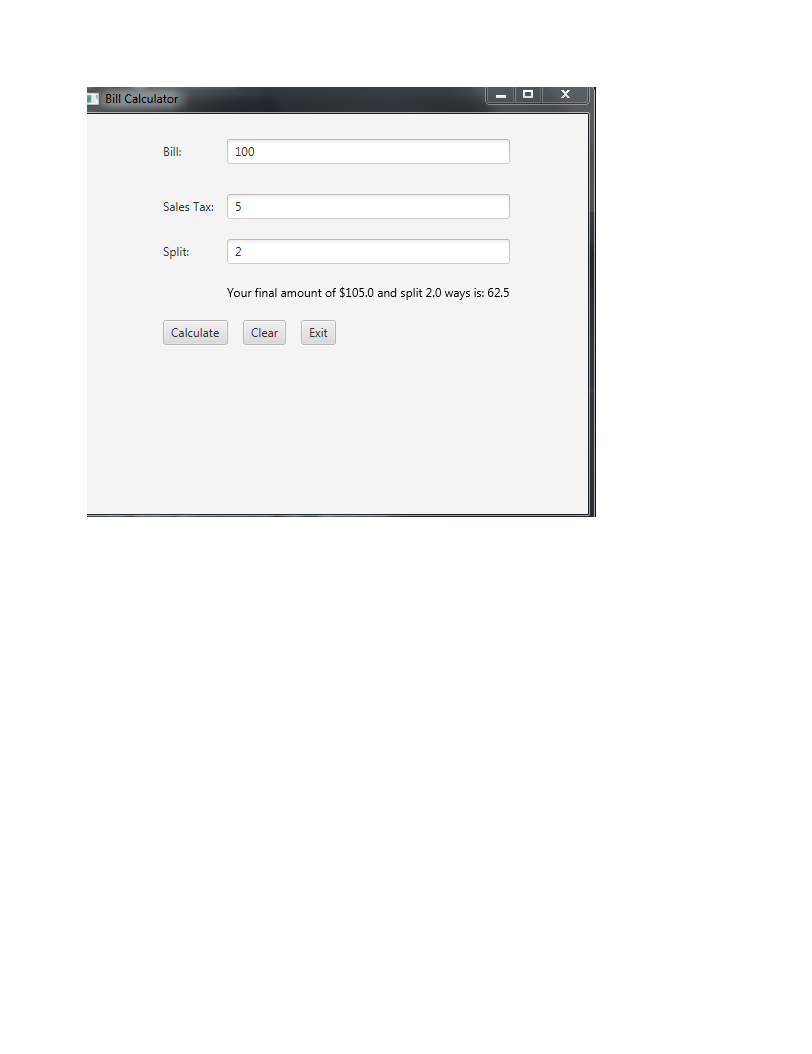 Bill Calculator
Bill: 100
Sales Tax: 5
Split: 2
Your final amount of $105.0 and split 2.0 ways is: 62.5
Calculate Clear Exit